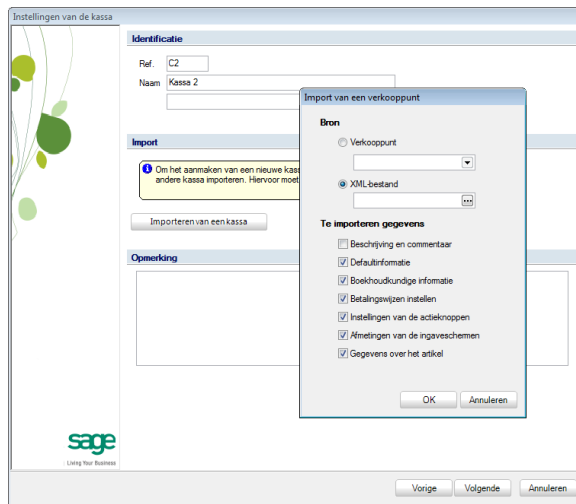 Instellingen van de kassa
Identificatie
Ref. C2
Naam Kassa 2
Import
Om het aanmaken van een nieuwe kass
andere kassa importeren. Hiervoor moet
Importeren van een kassa
Opmerking
Import van een verkooppunt
Bron
Verkooppunt
XML-bestand
Te importeren gegevens
Beschrijving en commentaar
Defaultinformatie
Boekhoudkundige informatie
Betalingswijzen instellen
Instellingen van de actieknoppen
Afmetingen van de ingaveschermen
Gegevens over het artikel
OK Annuleren
sage
Living Your Business
Vorige Volgende Annuleren